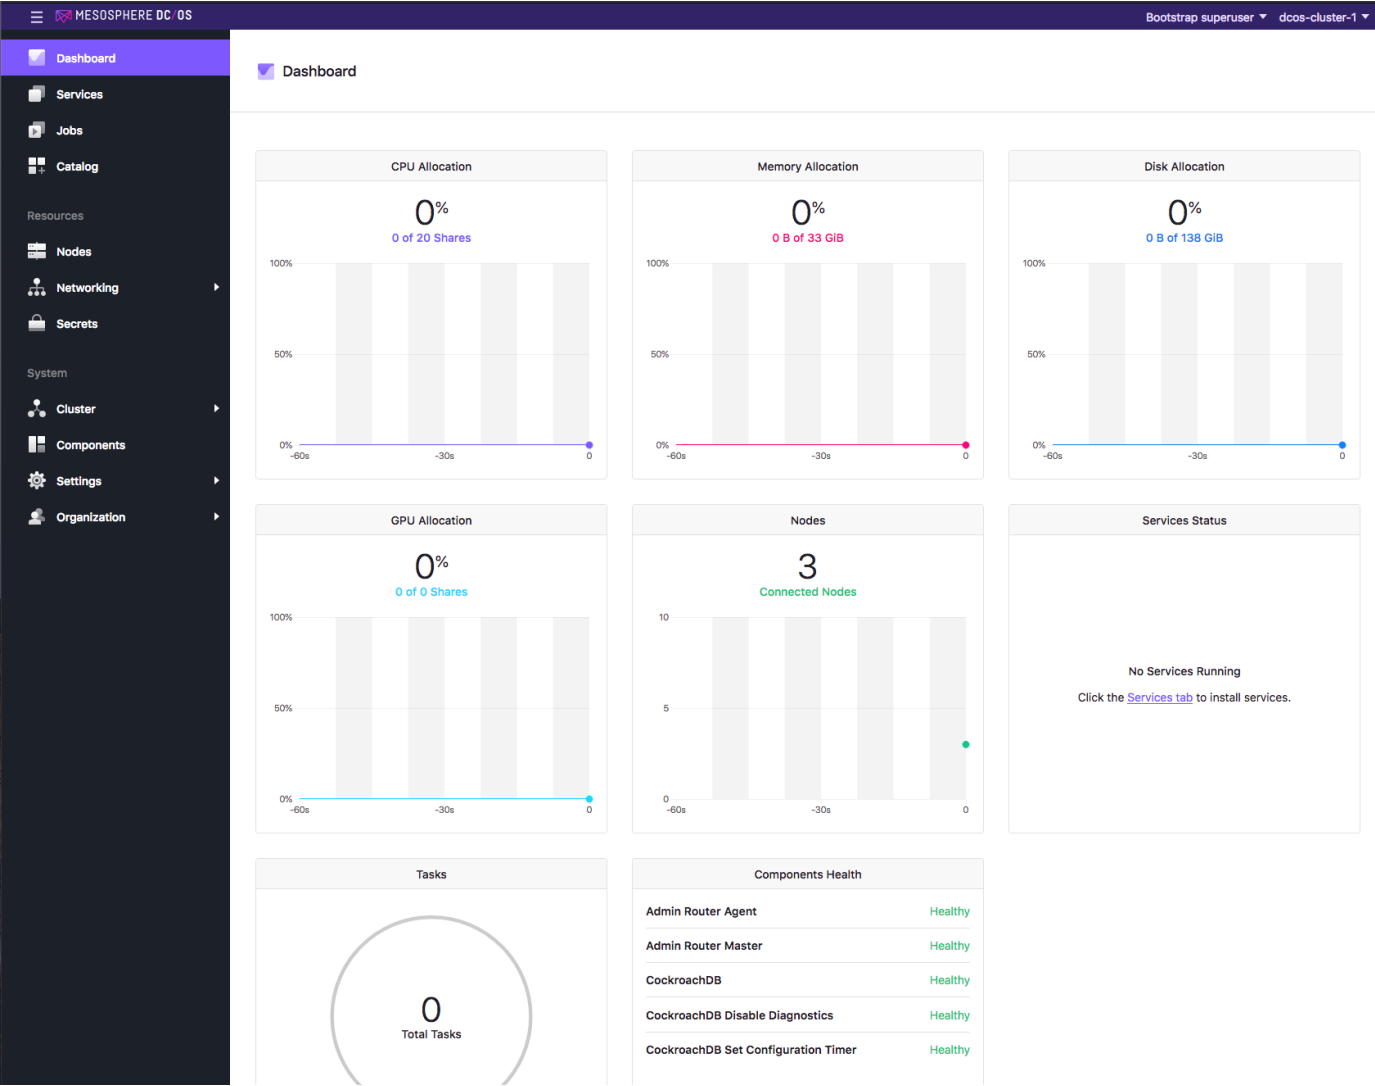 MESOSPHERE DC/OS
Bootstrap superuser
dcos-cluster-1
Dashboard
Services
Jobs
Catalog
Resources
Nodes
Networking
Secrets
System
Cluster
Components
Settings
Organization
Dashboard
CPU Allocation
0%
0 of 20 Shares
100%
50%
0%
-60s -30s 0
Memory Allocation
0%
0 B of 33 GiB
100%
50%
0%
-60s -30s 0
Disk Allocation
0%
0 B of 138 GiB
100%
50%
0%
-60s -30s 0
GPU Allocation
0%
0 of 0 Shares
100%
50%
0%
-60s -30s 0
Nodes
3
Connected Nodes
10
5
0
-60s -30s 0
Services Status
No Services Running
Click the Services tab to install services.
Tasks
0
Total Tasks
Components Health
Admin Router Agent Healthy
Admin Router Master Healthy
CockroachDB Healthy
CockroachDB Disable Diagnostics Healthy
CockroachDB Set Configuration Timer Healthy